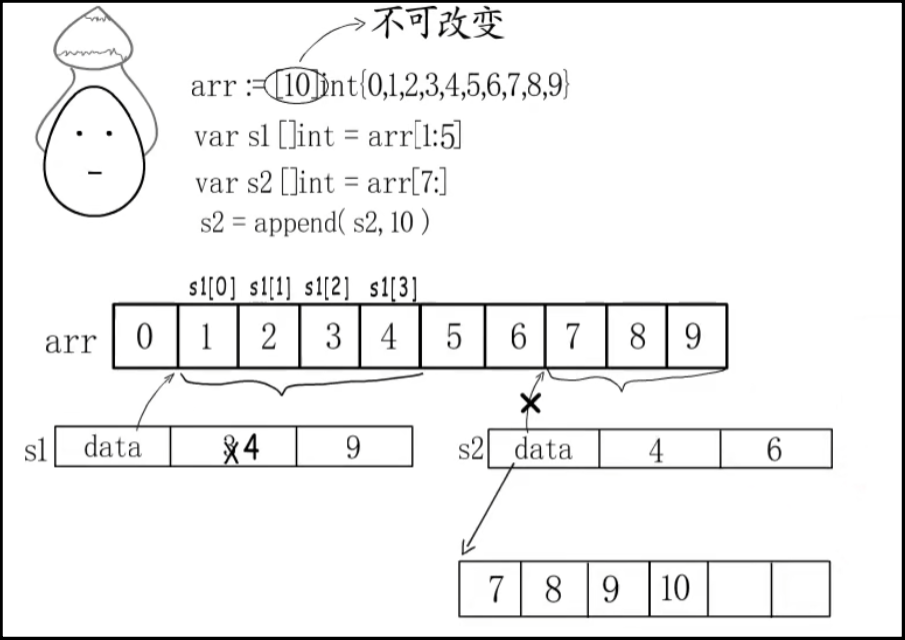 不可改变
arr := [10]int{0,1,2,3,4,5,6,7,8,9}
var s1 []int = arr[1:5]
var s2 []int = arr[7:]
s2 = append( s2, 10 )
s1[0] s1[1] s1[2] s1[3]
arr 0 1 2 3 4 5 6 7 8 9
s1 data 4 9
s2 data 4 6
7 8 9 10